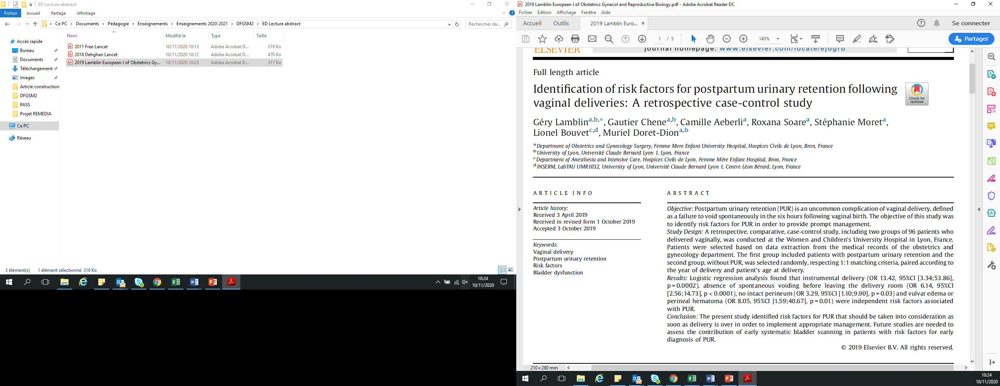 ED Lecture abstract
Fichier Accueil Partage Affichage
Ce PC > Documents > Pédagogie > Enseignements > Enseignements 2020-2021 > DFGSM2 > ED Lecture abstract
Rechercher da...
Nom Modifié le Type Taille
2011 Free Lancet 10/11/2020 10:13 Adobe Acrobat D... 219 Ko
2018 Dehghan Lancet 10/11/2020 10:12 Adobe Acrobat D... 470 Ko
2019 Lamblin European J of Obstetrics Gy... 10/11/2020 10:23 Adobe Acrobat D... 317 Ko
Accès rapide
Bureau
Documents
Téléchargements
Images
Article construction
DFGSM2
PASS
Projet REMEDIA
Ce PC
Réseau
3 élément(s) 1 élément sélectionné 316 Ko
10:24
10/11/2020
2019 Lamblin European J of Obstetrics Gynecol and Reproductive Biology.pdf - Adobe Acrobat Reader DC
Fichier Edition Affichage Fenêtre Aide
Accueil Outils 2019 Lamblin Euro... × Se connecter
1 / 5 140% Partager
ELSEVIER journal homepage: www.elsevier.com/locate/ejogrb
Full length article
Identification of risk factors for postpartum urinary retention following
vaginal deliveries: A retrospective case-control study
Check for
updates
Géry Lamblin a,b,*, Gautier Chene a,b, Camille Aeberli a, Roxana Soare a, Stéphanie Moret a,
Lionel Bouvet c,d, Muriel Doret-Dion a,b
a Department of Obstetrics and Gynecology Surgery, Femme Mere Enfant University Hospital, Hospices Civils de Lyon, Bron, France
b University of Lyon, Université Claude Bernard Lyon 1, Lyon, France
c Department of Anesthesia and Intensive Care, Hospices Civils de Lyon, Femme Mère Enfant Hospital, Bron, France
d INSERM, LabTAU UMR1032, University of Lyon, Université Claude Bernard Lyon 1, Centre Léon Bérard, Lyon, France
ARTICLE INFO
Article history:
Received 3 April 2019
Received in revised form 1 October 2019
Accepted 3 October 2019
Keywords:
Vaginal delivery
Postpartum urinary retention
Risk factors
Bladder dysfunction
ABSTRACT
Objective: Postpartum urinary retention (PUR) is an uncommon complication of vaginal delivery, defined
as a failure to void spontaneously in the six hours following vaginal birth. The objective of this study was
to identify risk factors for PUR in order to provide prompt management.
Study Design: A retrospective, comparative, case-control study, including two groups of 96 patients who
delivered vaginally, was conducted at the Women and Children's University Hospital in Lyon, France.
Patients were selected based on data extraction from the medical records of the obstetrics and
gynecology department. The first group included patients with postpartum urinary retention and the
second group, without PUR, was selected randomly, respecting 1:1 matching criteria, paired according to
the year of delivery and patient's age at delivery.
Results: Logistic regression analysis found that instrumental delivery (OR 13.42, 95%CI [3.34;53.86],
p = 0.0002), absence of spontaneous voiding before leaving the delivery room (OR 6.14, 95%CI
[2.56;14.73], p < 0.0001), no intact perineum (OR 3.29, 95%CI [1.10;9.90], p = 0.03) and vulvar edema or
perineal hematoma (OR 8.05, 95%CI [1.59;40.67], p = 0.01) were independent risk factors associated
with PUR.
Conclusion: The present study identified risk factors for PUR that should be taken into consideration as
soon as delivery is over in order to implement appropriate management. Future studies are needed to
assess the contribution of early systematic bladder scanning in patients with risk factors for early
diagnosis of PUR.
© 2019 Elsevier B.V. All rights reserved.
210 x 280 mm
10:24
10/11/2020